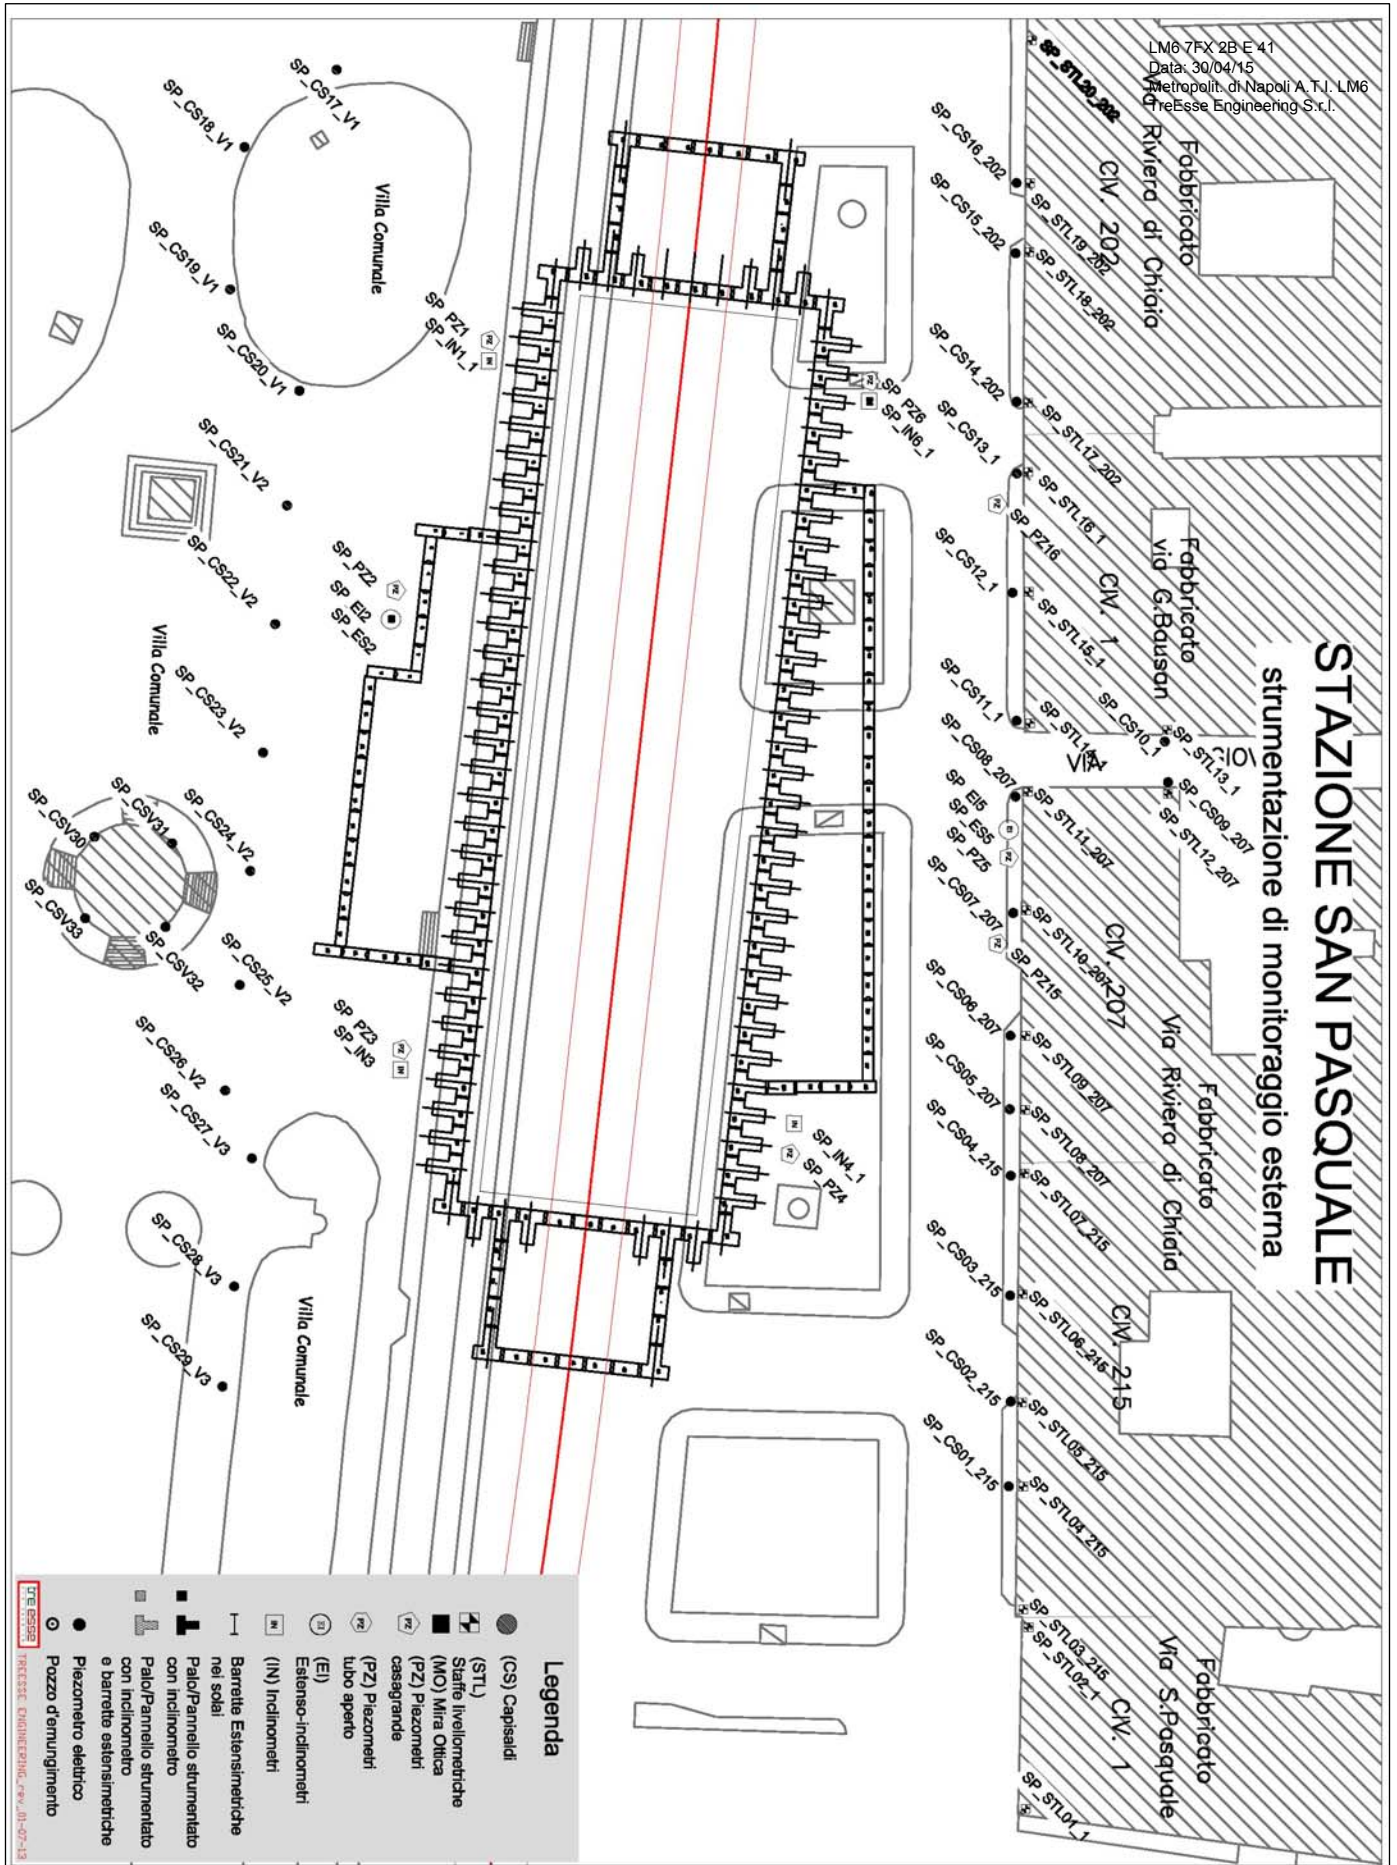 LM6 7FX 2B E 41
Data: 30/04/15
Metropolit. di Napoli A.T.I. LM6
TreEsse Engineering S.r.l.
STAZIONE SAN PASQUALE
strumentazione di monitoraggio esterna
Fabbricato
Via Riviera di Chiaia
CIV. 202
Fabbricato
via G.Bausan
CIV. 1
VIA
Fabbricato
Via Riviera di Chiaia
CIV. 207
CIV. 215
Fabbricato
Via S.Pasquale
CIV. 1
SP_STL20_202
SP_STL19_202
SP_STL18_202
SP_STL17_202
SP_STL16_1
SP_PZ16
SP_STL15_1
SP_STL14_1
SP_STL13_1
SP_CS10_1
SP_CS09_207
SP_STL12_207
SP_STL11_207
SP_STL10_207
SP_PZ15
SP_STL09_207
SP_STL08_207
SP_STL07_215
SP_STL06_215
SP_STL05_215
SP_STL04_215
SP_STL03_215
SP_STL02_1
SP_STL01_1
SP_CS16_202
SP_CS15_202
SP_CS14_202
SP_CS13_1
SP_CS12_1
SP_CS11_1
SP_CS08_207
SP_EI5
SP_ES5
SP_PZ5
SP_CS07_207
SP_CS06_207
SP_CS05_207
SP_CS04_215
SP_CS03_215
SP_CS02_215
SP_CS01_215
SP_PZ6
SP_IN6_1
SP_IN4_1
SP_PZ4
SP_PZ1
SP_IN1_1
SP_PZ2
SP_EI2
SP_ES2
SP_PZ3
SP_IN3
Villa Comunale
Villa Comunale
Villa Comunale
SP_CS17_V1
SP_CS18_V1
SP_CS19_V1
SP_CS20_V1
SP_CS21_V2
SP_CS22_V2
SP_CS23_V2
SP_CS24_V2
SP_CSV31
SP_CSV30
SP_CSV33
SP_CSV32
SP_CS25_V2
SP_CS26_V2
SP_CS27_V3
SP_CS28_V3
SP_CS29_V3
Legenda
(CS) Capisaldi
(STL)
Staffe livellometriche
(MO) Mira Ottica
(PZ) Piezometri
casagrande
(PZ) Piezometri
tubo aperto
(EI)
Estenso-inclinometri
(IN) Inclinometri
Barrette Estensimetriche
nei solai
Palo/Pannello strumentato
con inclinometro
Palo/Pannello strumentato
con inclinometro
e barrette estensimetriche
Piezometro elettrico
Pozzo d'emungimento
tre esse
TREESSE ENGINEERING_rev_01-07-13